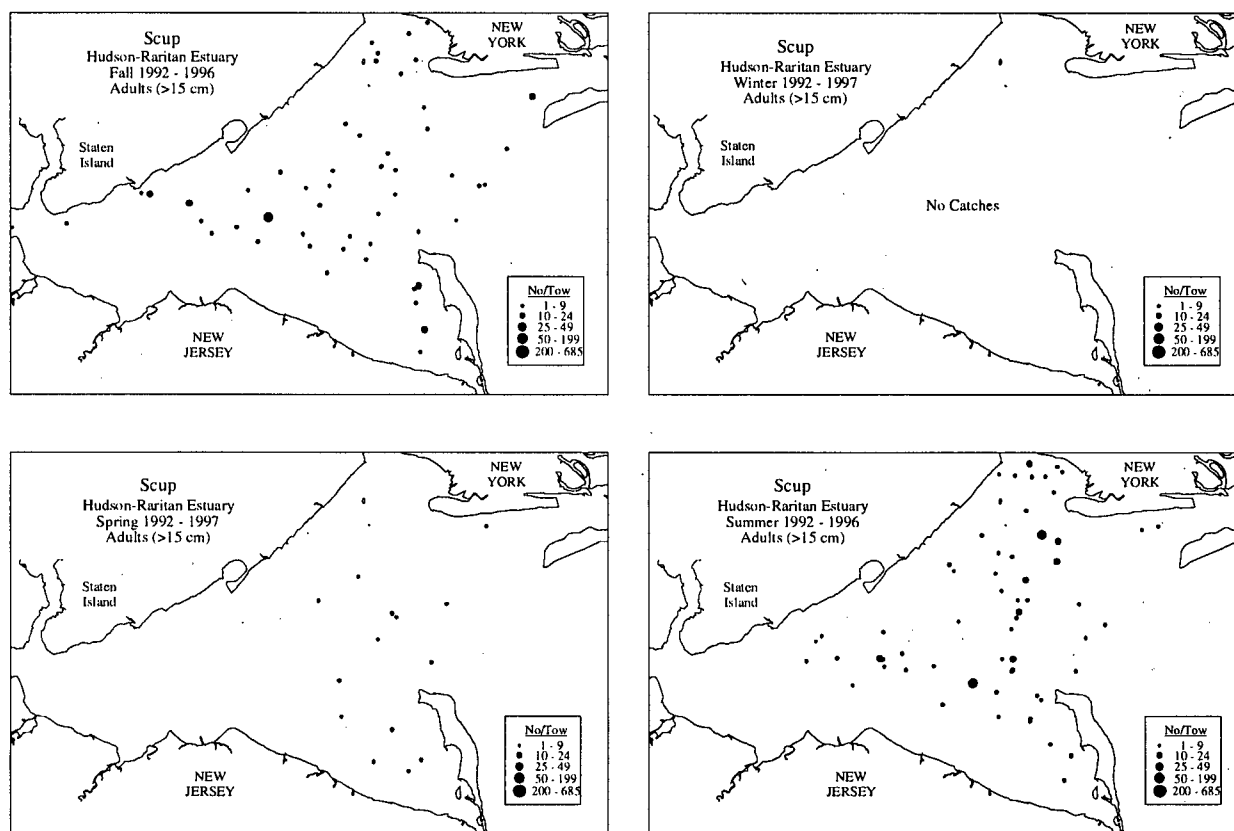 Scup
Hudson-Raritan Estuary
Fall 1992 - 1996
Adults (>15 cm)
NEW
YORK
Staten
Island
NEW
JERSEY
No/Tow
1 - 9
10 - 24
25 - 49
50 - 199
200 - 685
Scup
Hudson-Raritan Estuary
Winter 1992 - 1997
Adults (>15 cm)
NEW
YORK
Staten
Island
No Catches
NEW
JERSEY
No/Tow
1 - 9
10 - 24
25 - 49
50 - 199
200 - 685
Scup
Hudson-Raritan Estuary
Spring 1992 - 1997
Adults (>15 cm)
NEW
YORK
Staten
Island
NEW
JERSEY
No/Tow
1 - 9
10 - 24
25 - 49
50 - 199
200 - 685
Scup
Hudson-Raritan Estuary
Summer 1992 - 1996
Adults (>15 cm)
NEW
YORK
Staten
Island
NEW
JERSEY
No/Tow
1 - 9
10 - 24
25 - 49
50 - 199
200 - 685